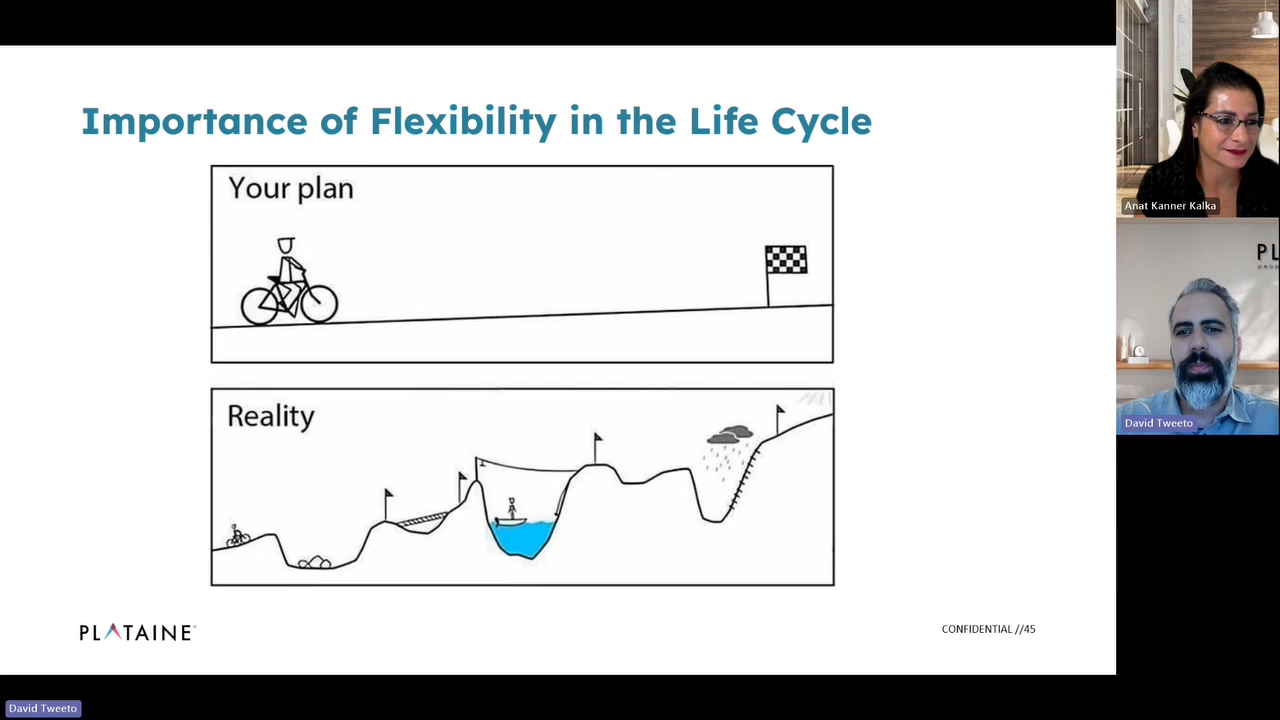 Importance of Flexibility in the Life Cycle
Your plan
Reality
PLATAINE
CONFIDENTIAL //45
Anat Kanner Kalka
PL
David Tweeto
David Tweeto